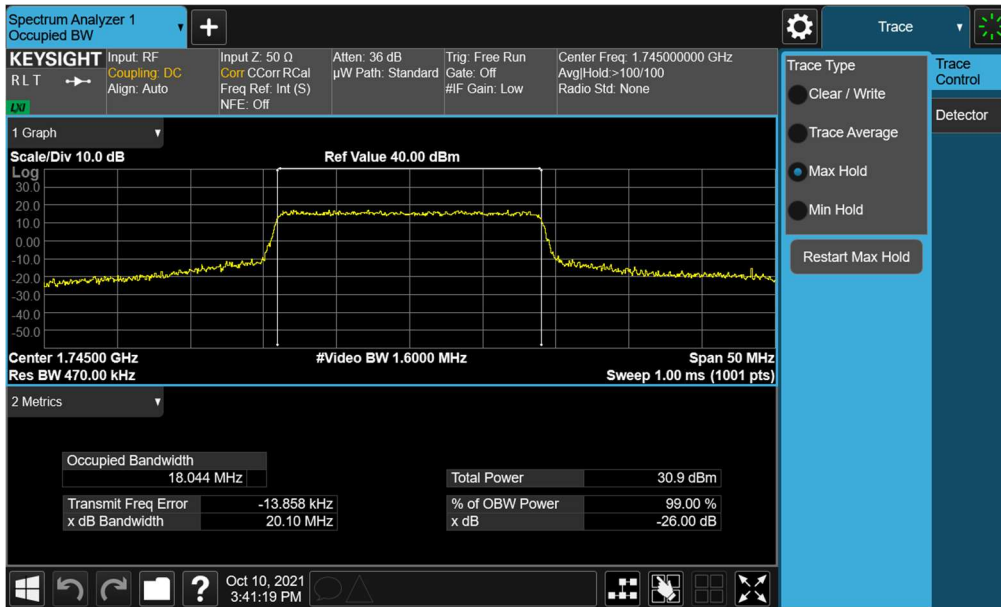 Spectrum Analyzer 1
Occupied BW
+
Trace
KEYSIGHT
R L T
LXI
Input: RF
Coupling: DC
Align: Auto
Input Z: 50 Ω
Corr CCorr RCal
Freq Ref: Int (S)
NFE: Off
Atten: 36 dB
µW Path: Standard
Trig: Free Run
Gate: Off
#IF Gain: Low
Center Freq: 1.745000000 GHz
Avg|Hold:>100/100
Radio Std: None
Trace Type
Clear / Write
Trace Average
Max Hold
Min Hold
Restart Max Hold
Trace
Control
Detector
1 Graph
Scale/Div 10.0 dB
Ref Value 40.00 dBm
Log
30.0
20.0
10.0
0.00
-10.0
-20.0
-30.0
-40.0
-50.0
Center 1.74500 GHz
#Video BW 1.6000 MHz
Span 50 MHz
Res BW 470.00 kHz
Sweep 1.00 ms (1001 pts)
2 Metrics
Occupied Bandwidth
18.044 MHz
Total Power 30.9 dBm
Transmit Freq Error -13.858 kHz
% of OBW Power 99.00 %
x dB Bandwidth 20.10 MHz
x dB -26.00 dB
?
Oct 10, 2021
3:41:19 PM